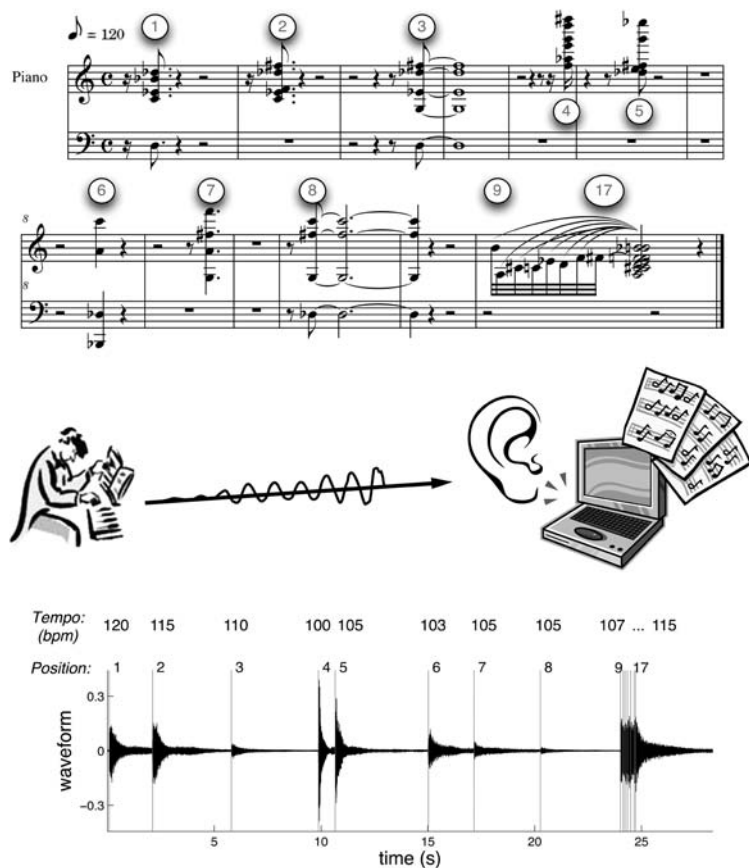 ♪ = 120
1 2 3
Piano
4 5
6 7 8 9 17
8
8
Tempo: (bpm) 120 115 110 100 105 103 105 105 107 ... 115
Position: 1 2 3 4 5 6 7 8 9 17
0.3
waveform
0
−0.3
5 10 15 20 25
time (s)